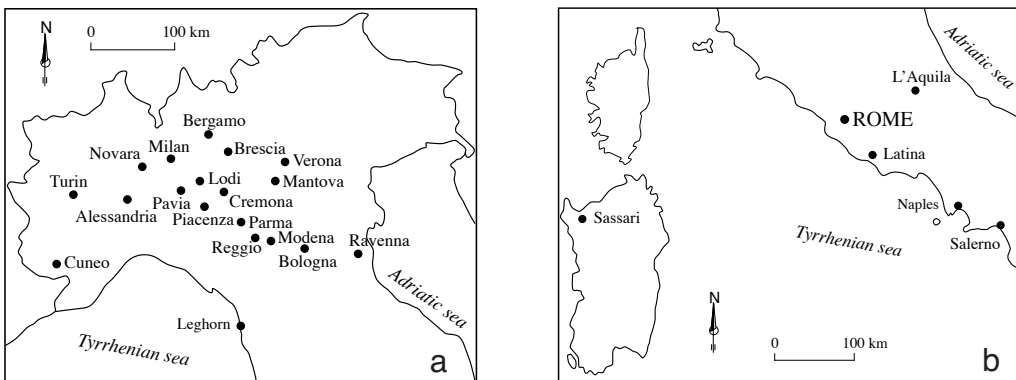 N
0 100 km
Bergamo
Milan
Brescia
Novara
Verona
Turin
Lodi
Mantova
Pavia
Cremona
Alessandria
Piacenza
Parma
Reggio
Modena
Ravenna
Bologna
Cuneo
Adriatic sea
Leghorn
Tyrrhenian sea
a
Adriatic sea
L'Aquila
ROME
Latina
Naples
Sassari
Salerno
Tyrrhenian sea
N
0 100 km
b